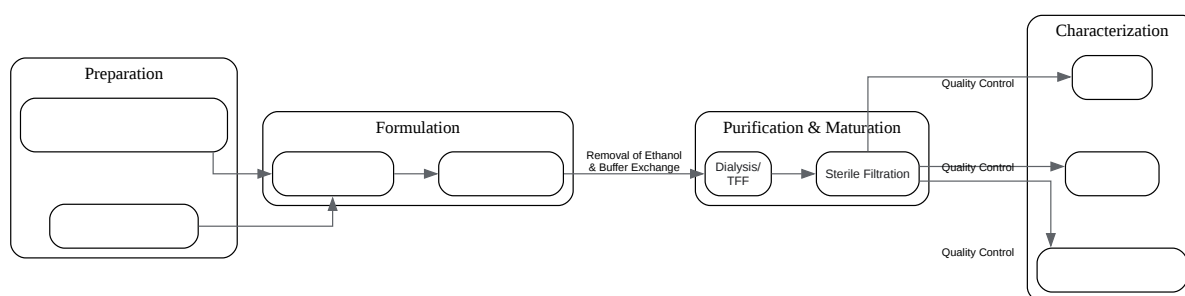 Preparation
Formulation
Removal of Ethanol
& Buffer Exchange
Purification & Maturation
Dialysis/
TFF
Sterile Filtration
Characterization
Quality Control
Quality Control
Quality Control